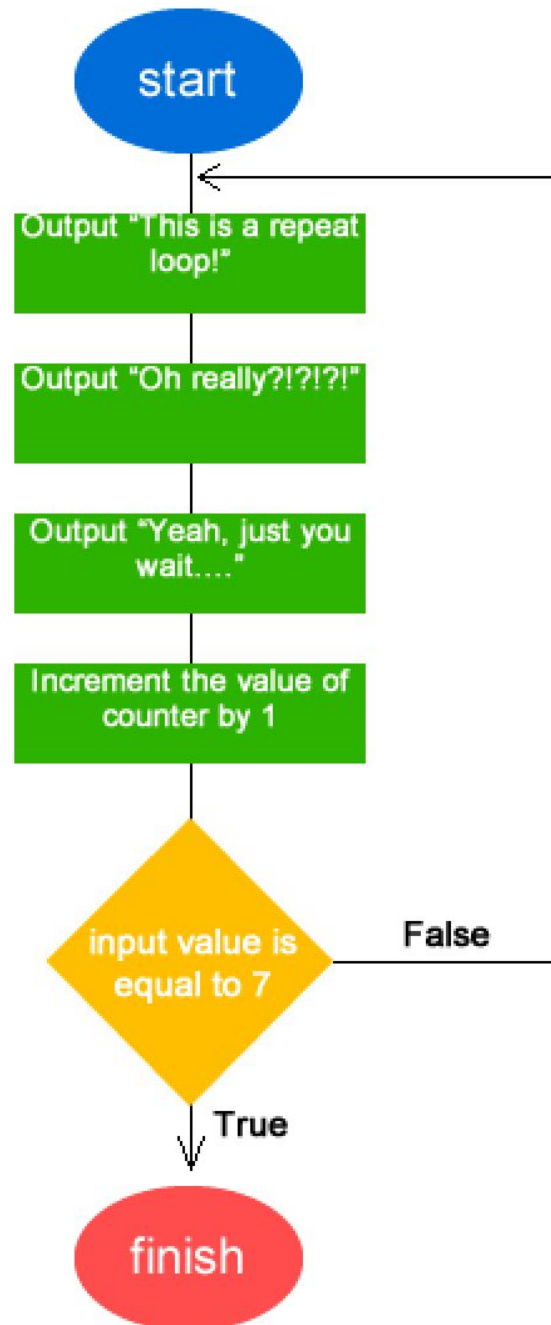 start
Output “This is a repeat
loop!”
Output “Oh really?!?!?!”
Output “Yeah, just you
wait....”
Increment the value of
counter by 1
input value is
equal to 7
False
True
finish